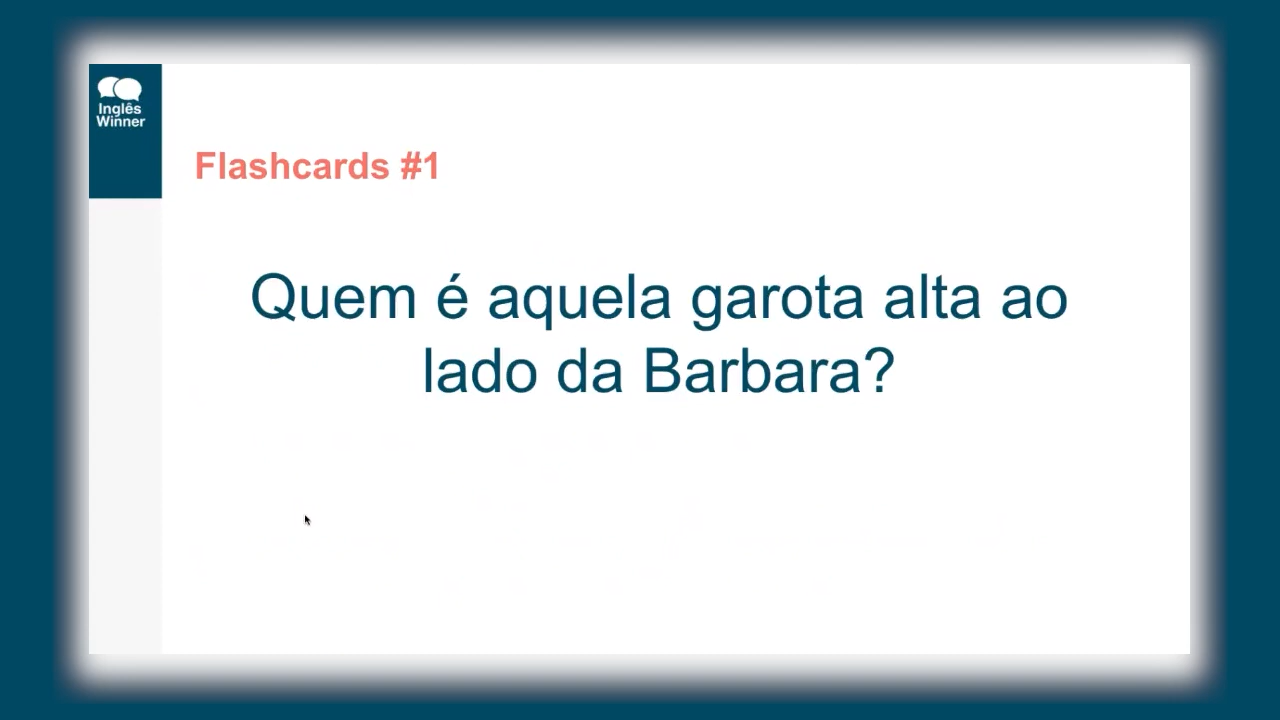 Inglês
Winner
Flashcards #1
Quem é aquela garota alta ao
lado da Barbara?